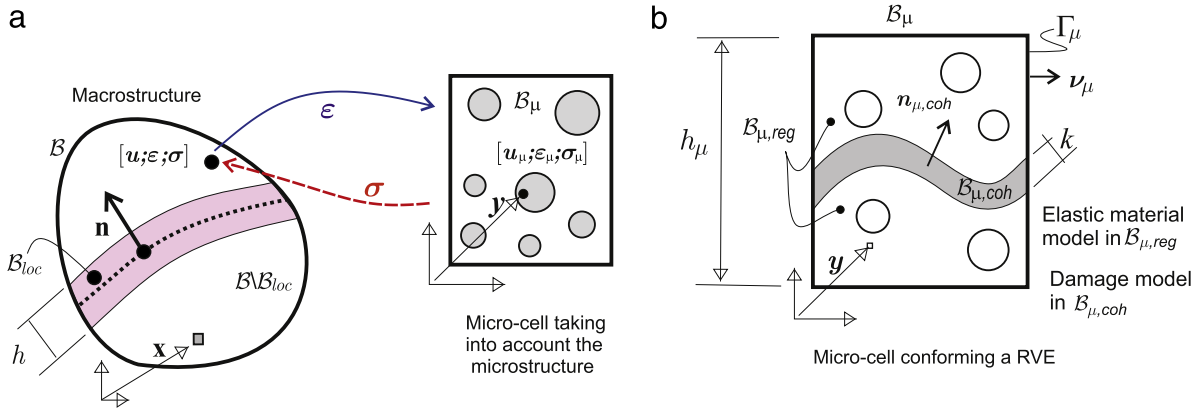 a
Macrostructure
ℬ
[u;ε;σ]
n
ℬloc
ℬ\ℬloc
h
x
ε
σ
ℬμ
[uμ;εμ;σμ]
y
Micro-cell taking
into account the
microstructure
b
ℬμ
Γμ
νμ
hμ
ℬμ,reg
nμ,coh
k
ℬμ,coh
y
Elastic material
model in ℬμ,reg
Damage model
in ℬμ,coh
Micro-cell conforming a RVE